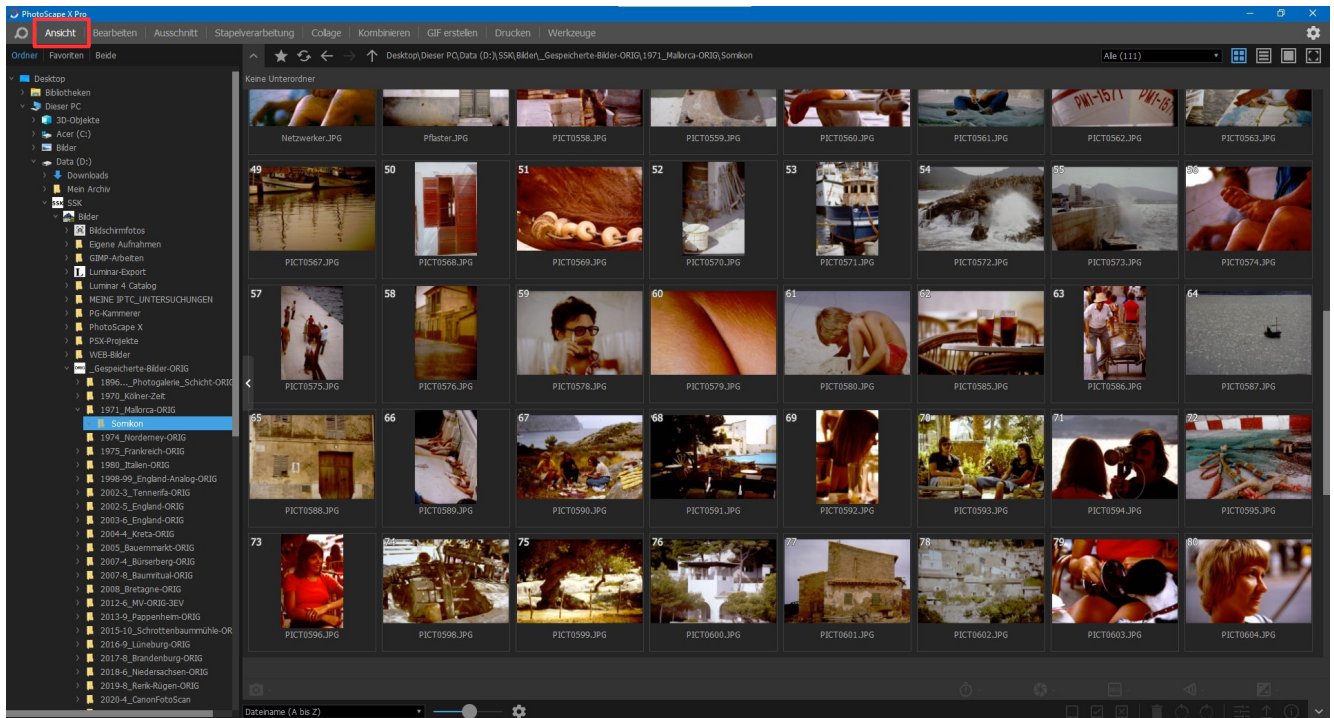 PhotoScape X Pro
Ansicht Bearbeiten Ausschnitt Stapelverarbeitung Collage Kombinieren GIF erstellen Drucken Werkzeuge
Ordner Favoriten Beide
Desktop\Dieser PC\Data (D:)\SSK\Bilder\_Gespeicherte-Bilder-ORIG\1971_Mallorca-ORIG\Somikon
Alle (111)
Keine Unterordner
Desktop
Bibliotheken
Dieser PC
3D-Objekte
Acer (C:)
Bilder
Data (D:)
Downloads
Mein Archiv
SSK SSK
Bilder
Bildschirmfotos
Eigene Aufnahmen
GIMP-Arbeiten
L Luminar-Export
Luminar 4 Catalog
MEINE IPTC_UNTERSUCHUNGEN
PG-Kammerer
PhotoScape X
PSX-Projekte
WEB-Bilder
_Gespeicherte-Bilder-ORIG
1896..._Photogalerie_Schicht-ORIG
1970_Kölner-Zeit
1971_Mallorca-ORIG
Somikon
1974_Norderney-ORIG
1975_Frankreich-ORIG
1980_Italien-ORIG
1998-99_England-Analog-ORIG
2002-3_Tennerifa-ORIG
2002-5_England-ORIG
2003-6_England-ORIG
2004-4_Kreta-ORIG
2005_Bauernmarkt-ORIG
2007-4_Bürserberg-ORIG
2007-8_Baumritual-ORIG
2008_Bretagne-ORIG
2012-6_MV-ORIG-3EV
2013-9_Pappenheim-ORIG
2015-10_Schrottenbaummühle-OR
2016-9_Lüneburg-ORIG
2017-8_Brandenburg-ORIG
2018-6_Niedersachsen-ORIG
2019-8_Rerik-Rügen-ORIG
2020-4_CanonFotoScan
PM1-1571 PM1-15
Netzwerker.JPG Pflaster.JPG PICT0558.JPG PICT0559.JPG PICT0560.JPG PICT0561.JPG PICT0562.JPG PICT0563.JPG
49 50 51 52 53 54 55 56
PICT0567.JPG PICT0568.JPG PICT0569.JPG PICT0570.JPG PICT0571.JPG PICT0572.JPG PICT0573.JPG PICT0574.JPG
57 58 59 60 61 62 63 64
PICT0575.JPG PICT0576.JPG PICT0578.JPG PICT0579.JPG PICT0580.JPG PICT0585.JPG PICT0586.JPG PICT0587.JPG
65 66 67 68 69 70 71 72
PICT0588.JPG PICT0589.JPG PICT0590.JPG PICT0591.JPG PICT0592.JPG PICT0593.JPG PICT0594.JPG PICT0595.JPG
73 74 75 76 77 78 79 80
PICT0596.JPG PICT0598.JPG PICT0599.JPG PICT0600.JPG PICT0601.JPG PICT0602.JPG PICT0603.JPG PICT0604.JPG
Dateiname (A bis Z)